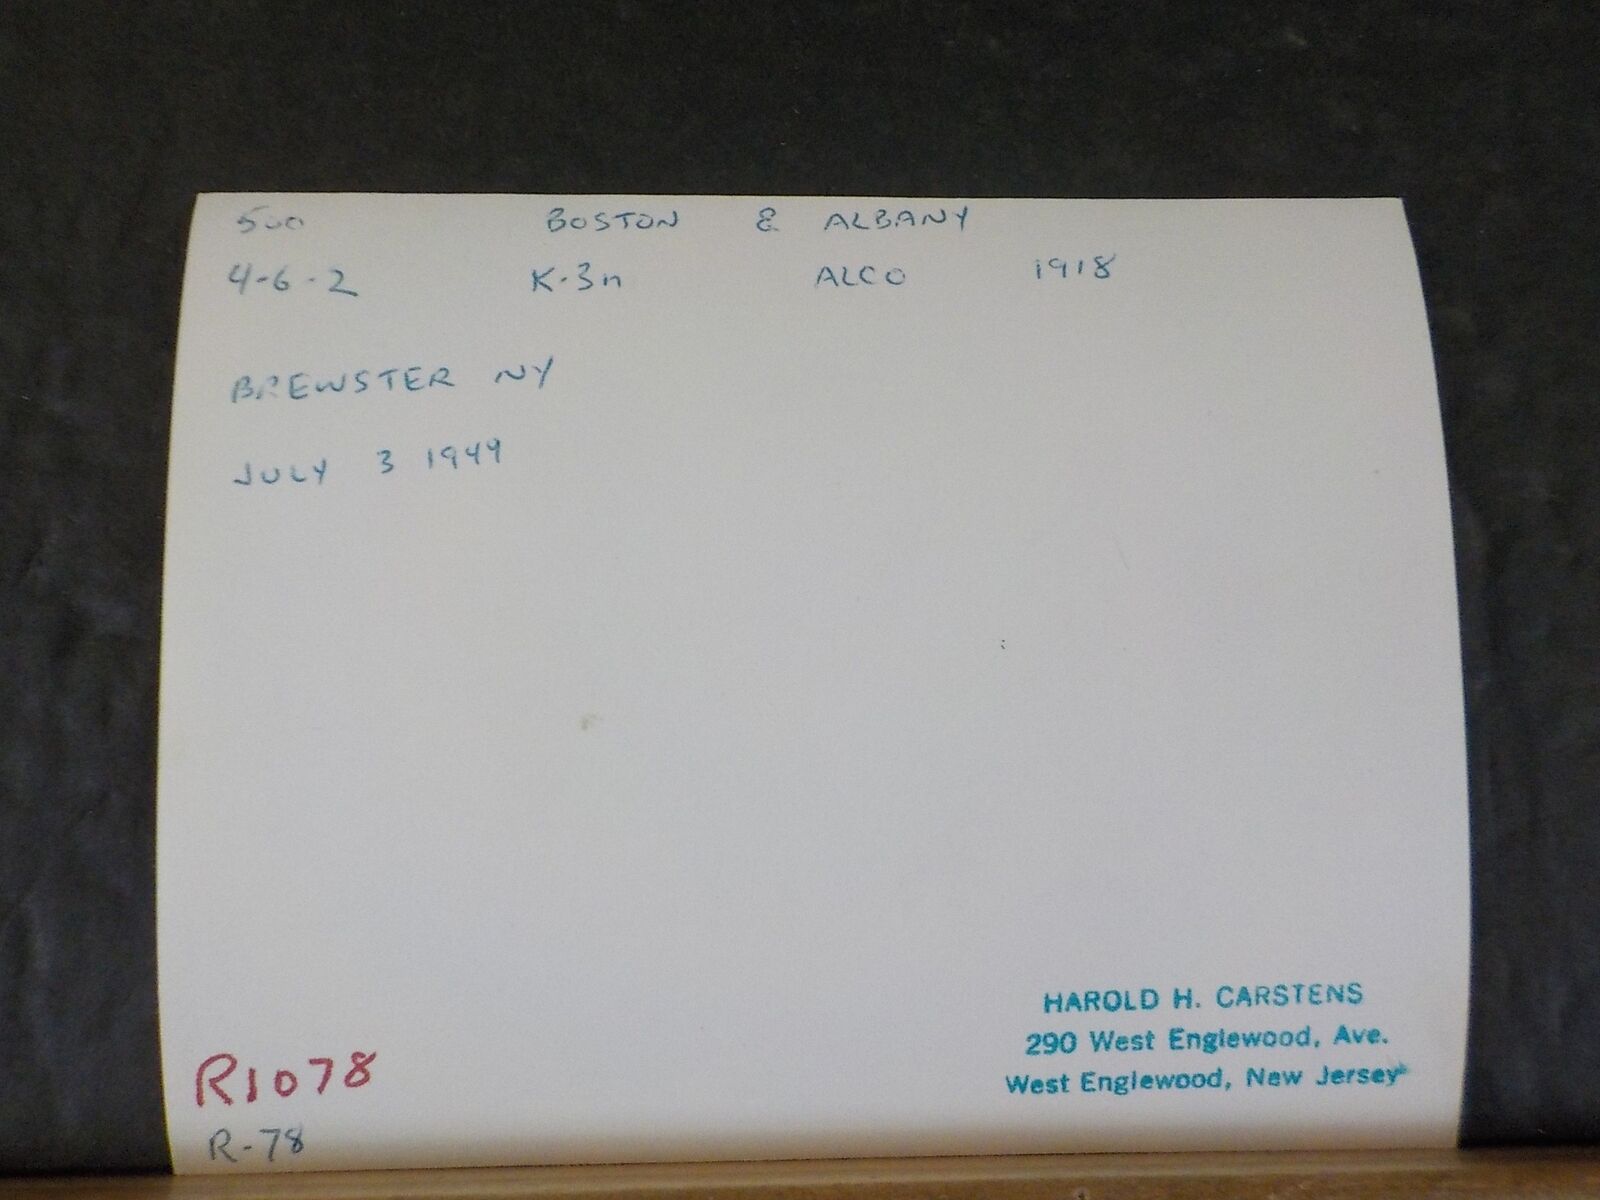 500 BOSTON & ALBANY
4-6-2 K-3n ALCO 1918
BREWSTER NY
JULY 3 1949
HAROLD H. CARSTENS
290 West Englewood, Ave.
West Englewood, New Jersey
R1078
R-78